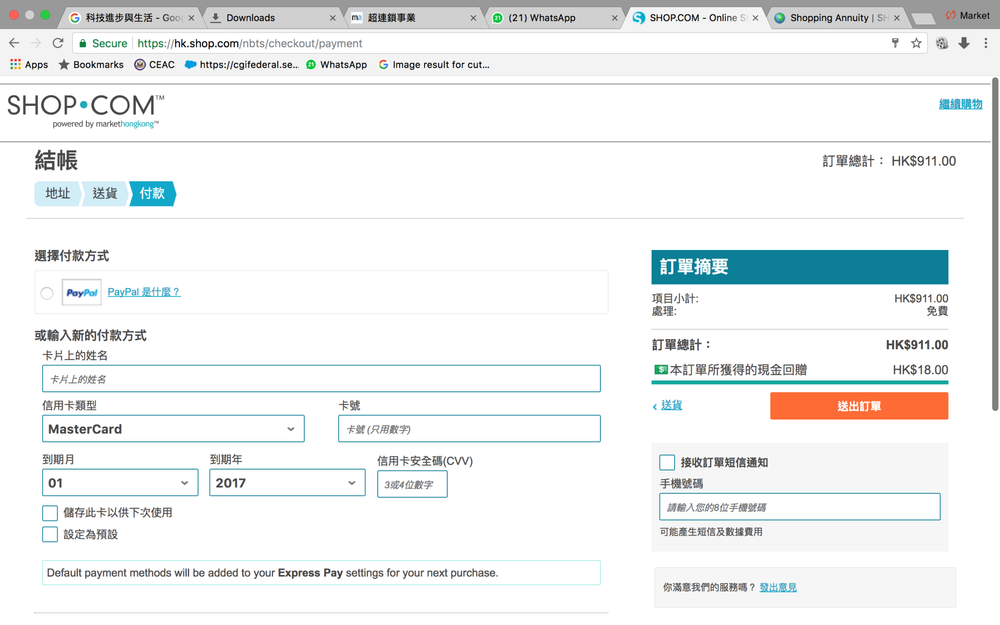 科技進步與生活 - Goog
Downloads
ma 超連鎖事業
21 (21) WhatsApp
SHOP.COM - Online S
Shopping Annuity | SH
Market
Secure https://hk.shop.com/nbts/checkout/payment
Apps Bookmarks CEAC https://cgifederal.se... 21 WhatsApp Image result for cut...
SHOP•COM™
powered by markethongkong™
繼續購物
結帳
訂單總計： HK$911.00
地址 送貨 付款
選擇付款方式
PayPal PayPal 是什麼？
或輸入新的付款方式
卡片上的姓名
卡片上的姓名
信用卡類型 卡號
MasterCard 卡號 (只用數字)
到期月 到期年 信用卡安全碼(CVV)
01 2017 3或4位數字
儲存此卡以供下次使用
設定為預設
Default payment methods will be added to your Express Pay settings for your next purchase.
訂單摘要
項目小計: HK$911.00
處理: 免費
訂單總計： HK$911.00
本訂單所獲得的現金回贈 HK$18.00
‹ 送貨 送出訂單
接收訂單短信通知
手機號碼
請輸入您的8位手機號碼
可能產生短信及數據費用
你滿意我們的服務嗎？ 發出意見